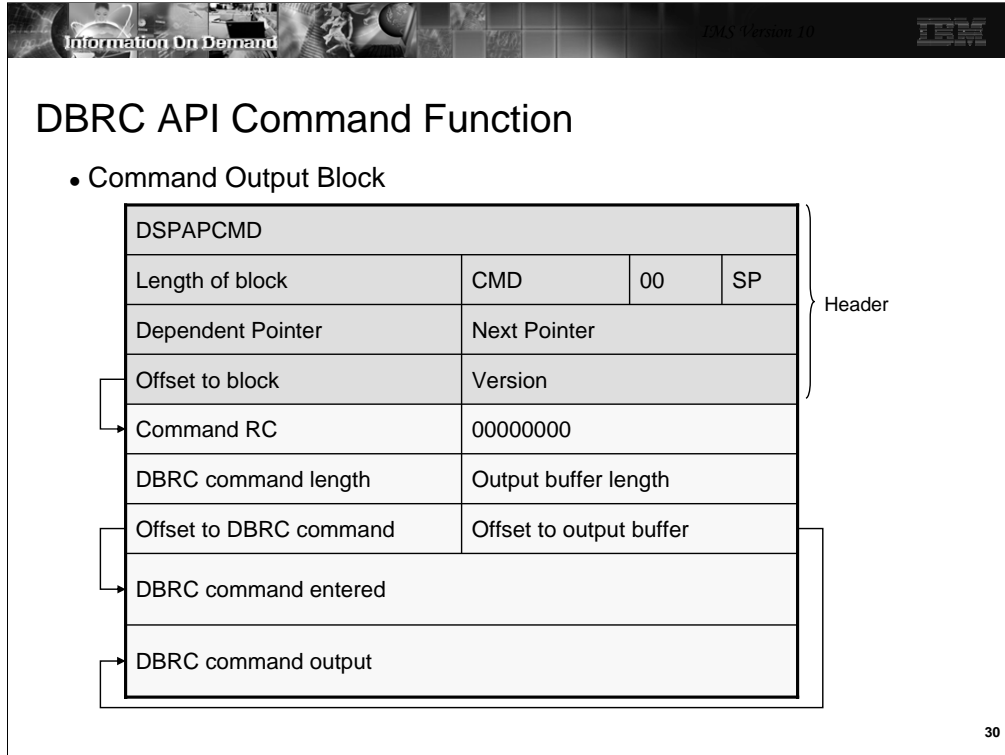 Information On Demand
IMS Version 10
IBM
DBRC API Command Function
• Command Output Block
DSPAPCMD
Length of block CMD 00 SP
Header
Dependent Pointer Next Pointer
Offset to block Version
Command RC 00000000
DBRC command length Output buffer length
Offset to DBRC command Offset to output buffer
DBRC command entered
DBRC command output
30